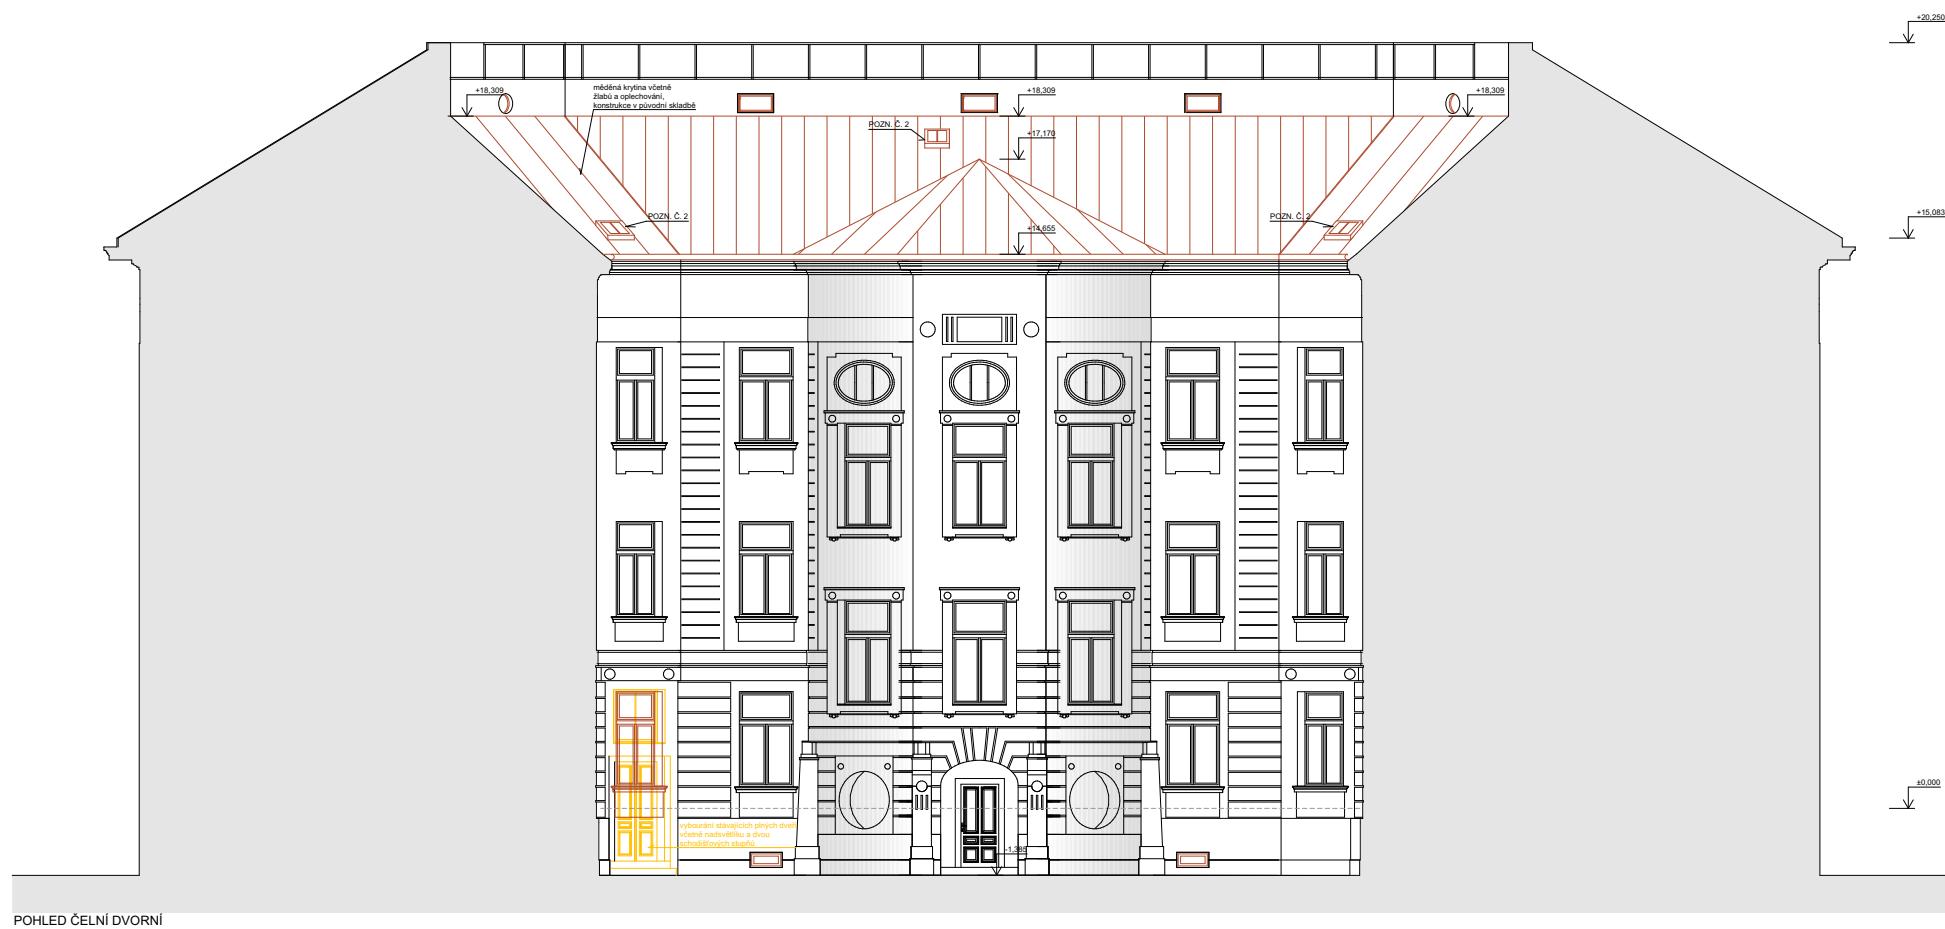 +20,250
měděná krytina včetně
žlabů a oplechování,
konstrukce v původní skladbě
+18,309
+18,309
+18,309
POZN. Č. 2
+17,170
POZN. Č. 2
POZN. Č. 2
+15,083
+14,655
±0,000
vybourání stávajících plných dveří
včetně nadsvětlíku a dvou
schodišťových stupňů
-1,385
POHLED ČELNÍ DVORNÍ